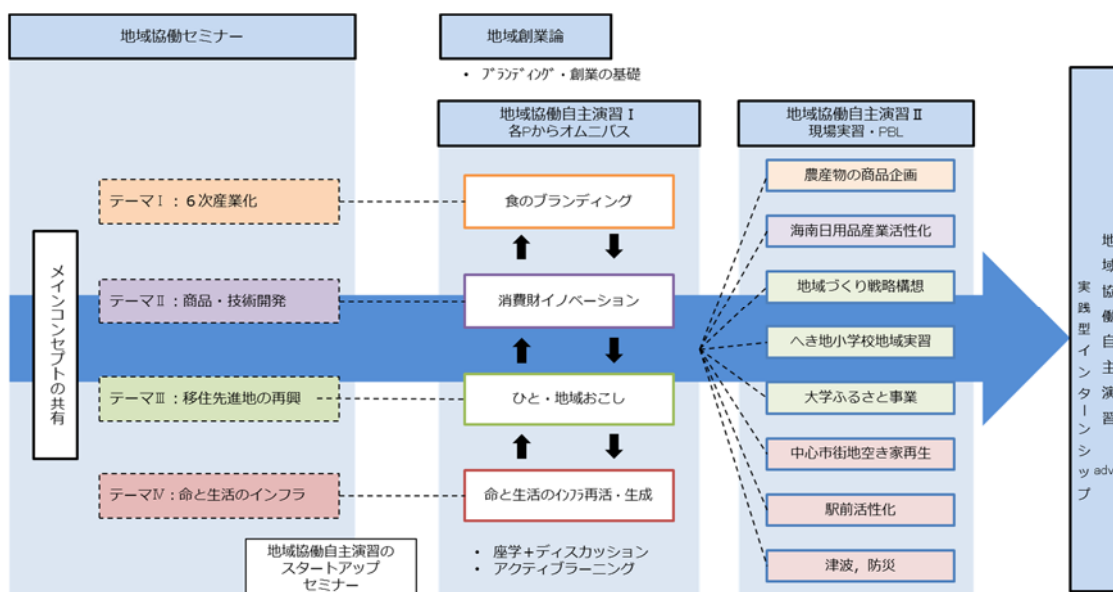 地域協働セミナー
地域創業論
• ブランディング・創業の基礎
地域協働自主演習Ⅰ
各Pからオムニバス
地域協働自主演習Ⅱ
現場実習・PBL
メインコンセプトの共有
テーマⅠ：６次産業化
テーマⅡ：商品・技術開発
テーマⅢ：移住先進地の再興
テーマⅣ：命と生活のインフラ
地域協働自主演習の
スタートアップ
セミナー
食のブランディング
消費財イノベーション
ひと・地域おこし
命と生活のインフラ再活・生成
• 座学＋ディスカッション
• アクティブラーニング
農産物の商品企画
海南日用品産業活性化
地域づくり戦略構想
へき地小学校地域実習
大学ふるさと事業
中心市街地空き家再生
駅前活性化
津波，防災
地域協働自主演習
adv
実践型インターンシップ